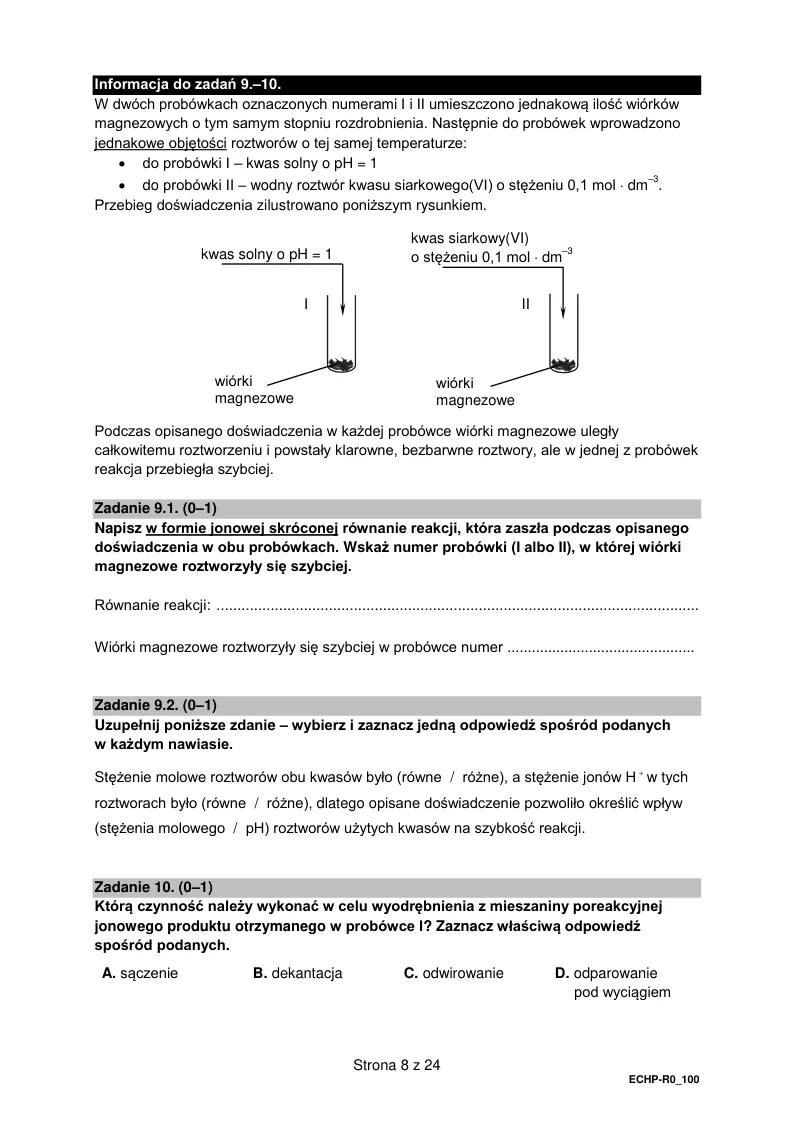 Informacja do zadań 9.–10.
W dwóch probówkach oznaczonych numerami I i II umieszczono jednakową ilość wiórków
magnezowych o tym samym stopniu rozdrobnienia. Następnie do probówek wprowadzono
jednakowe objętości roztworów o tej samej temperaturze:
• do probówki I – kwas solny o pH = 1
• do probówki II – wodny roztwór kwasu siarkowego(VI) o stężeniu 0,1 mol · dm⁻³.
Przebieg doświadczenia zilustrowano poniższym rysunkiem.
kwas solny o pH = 1
kwas siarkowy(VI)
o stężeniu 0,1 mol · dm⁻³
I
II
wiórki
magnezowe
wiórki
magnezowe
Podczas opisanego doświadczenia w każdej probówce wiórki magnezowe uległy
całkowitemu roztworzeniu i powstały klarowne, bezbarwne roztwory, ale w jednej z probówek
reakcja przebiegła szybciej.
Zadanie 9.1. (0–1)
Napisz w formie jonowej skróconej równanie reakcji, która zaszła podczas opisanego
doświadczenia w obu probówkach. Wskaż numer probówki (I albo II), w której wiórki
magnezowe roztworzyły się szybciej.
Równanie reakcji: ....................................................................................................................
Wiórki magnezowe roztworzyły się szybciej w probówce numer .............................................
Zadanie 9.2. (0–1)
Uzupełnij poniższe zdanie – wybierz i zaznacz jedną odpowiedź spośród podanych
w każdym nawiasie.
Stężenie molowe roztworów obu kwasów było (równe / różne), a stężenie jonów H⁺ w tych
roztworach było (równe / różne), dlatego opisane doświadczenie pozwoliło określić wpływ
(stężenia molowego / pH) roztworów użytych kwasów na szybkość reakcji.
Zadanie 10. (0–1)
Którą czynność należy wykonać w celu wyodrębnienia z mieszaniny poreakcyjnej
jonowego produktu otrzymanego w probówce I? Zaznacz właściwą odpowiedź
spośród podanych.
A. sączenie B. dekantacja C. odwirowanie D. odparowanie
pod wyciągiem
Strona 8 z 24
ECHP-R0_100